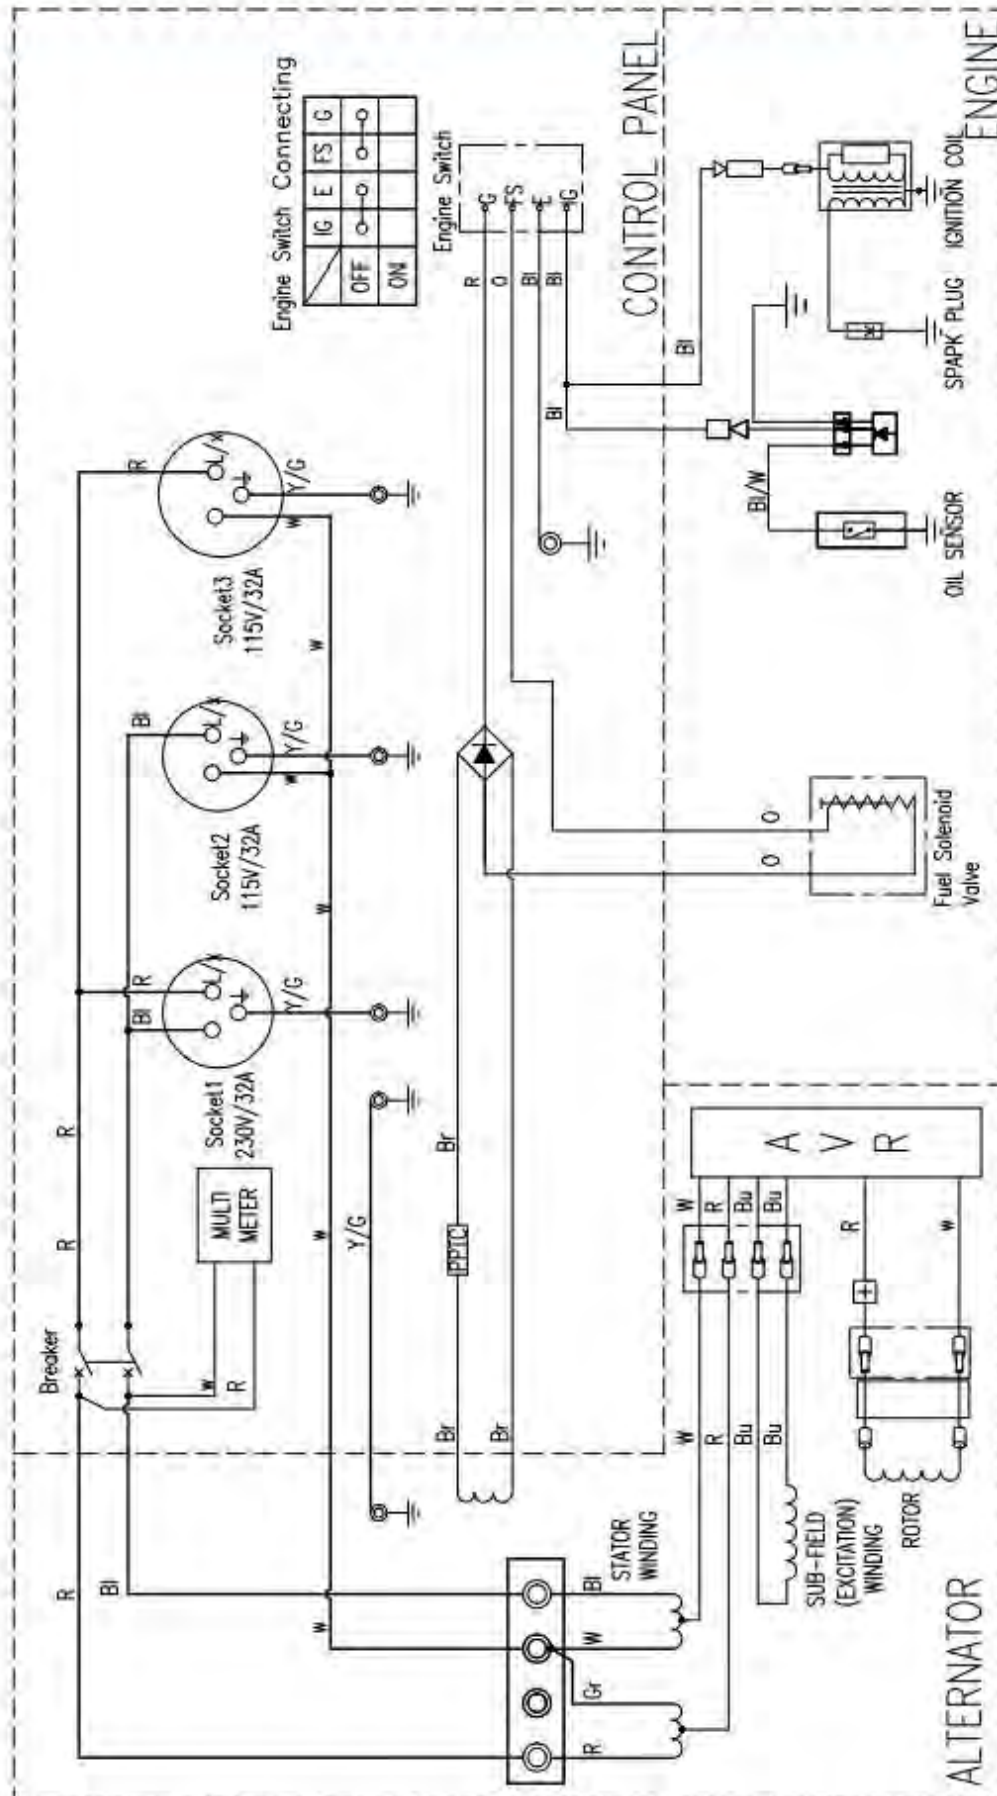 Engine Switch Connecting
IG E FS G
OFF
ON
Engine Switch
G
FS
E
IG
R
O
Bl
Bl
CONTROL PANEL
ENGINE
Breaker
R
R
R
Bl
MULTI
METER
W
R
Socket1
230V/32A
Bl
R
L/X
Y/G
Socket2
115V/32A
Bl
L/X
Y/G
W
Socket3
115V/32A
R
L/X
Y/G
W
W
W
W
W
Y/G
Br
Br
PPTC
Br
Bl
Bl
Bl/W
O
O
Fuel Solenoid
Valve
OIL SENSOR
SPAPK PLUG
IGNITION COIL
STATOR
WINDING
R
Gr
W
Bl
W
R
Bu
Bu
W
R
Bu
Bu
R
W
+
A V R
SUB-FIELD
(EXCITATION)
WINDING
ROTOR
ALTERNATOR